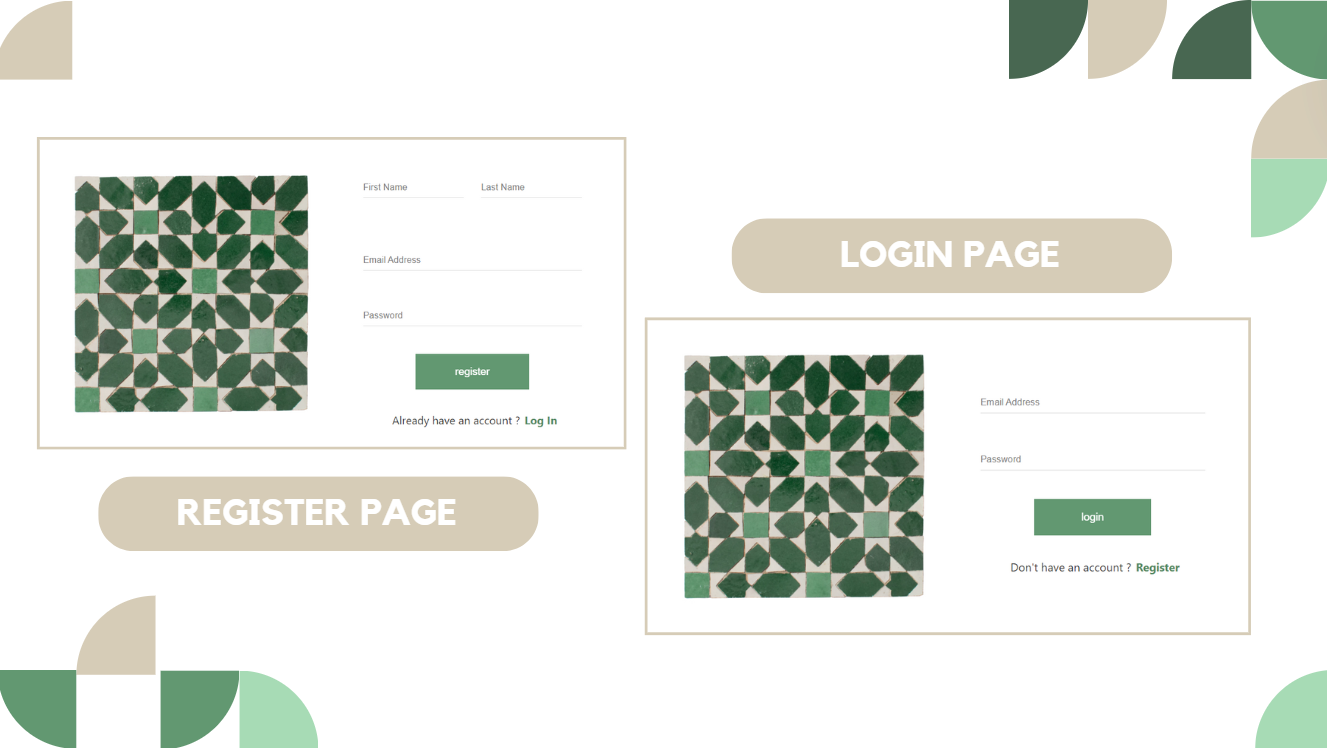 First Name Last Name
Email Address
Password
register
Already have an account ? Log In
REGISTER PAGE
LOGIN PAGE
Email Address
Password
login
Don't have an account ? Register